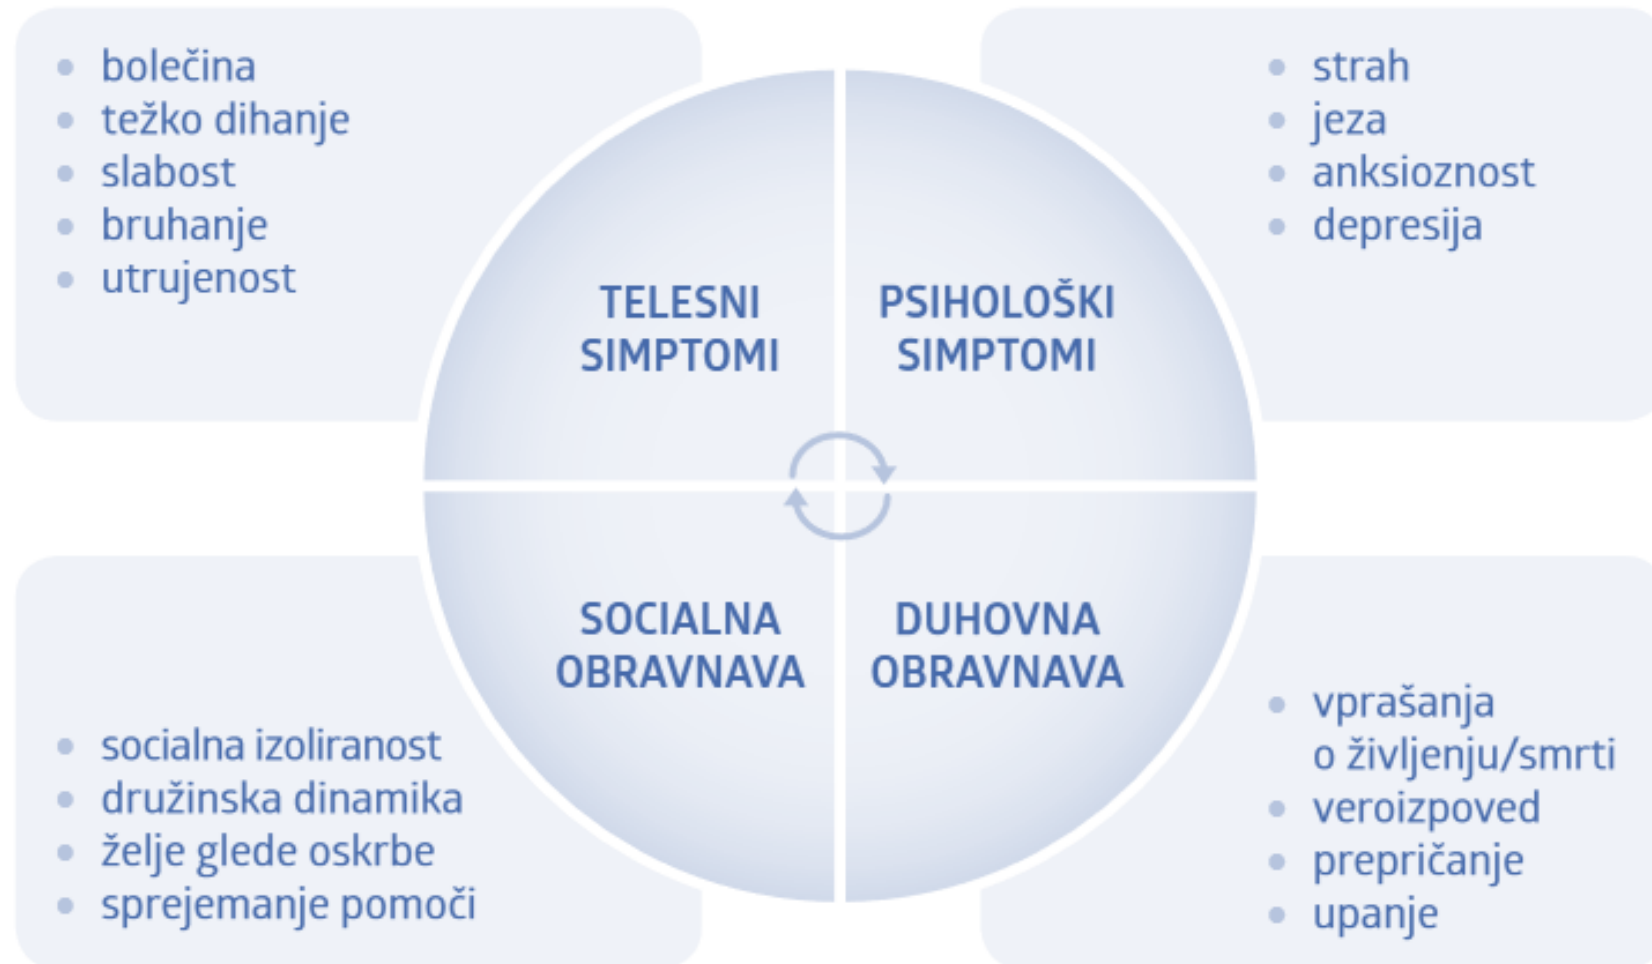 bolečina
težko dihanje
slabost
bruhanje
utrujenost
strah
jeza
anksioznost
depresija
TELESNI
SIMPTOMI
PSIHOLOŠKI
SIMPTOMI
SOCIALNA
OBRAVNAVA
DUHOVNA
OBRAVNAVA
socialna izoliranost
družinska dinamika
želje glede oskrbe
sprejemanje pomoči
vprašanja
o življenju/smrti
veroizpoved
prepričanje
upanje